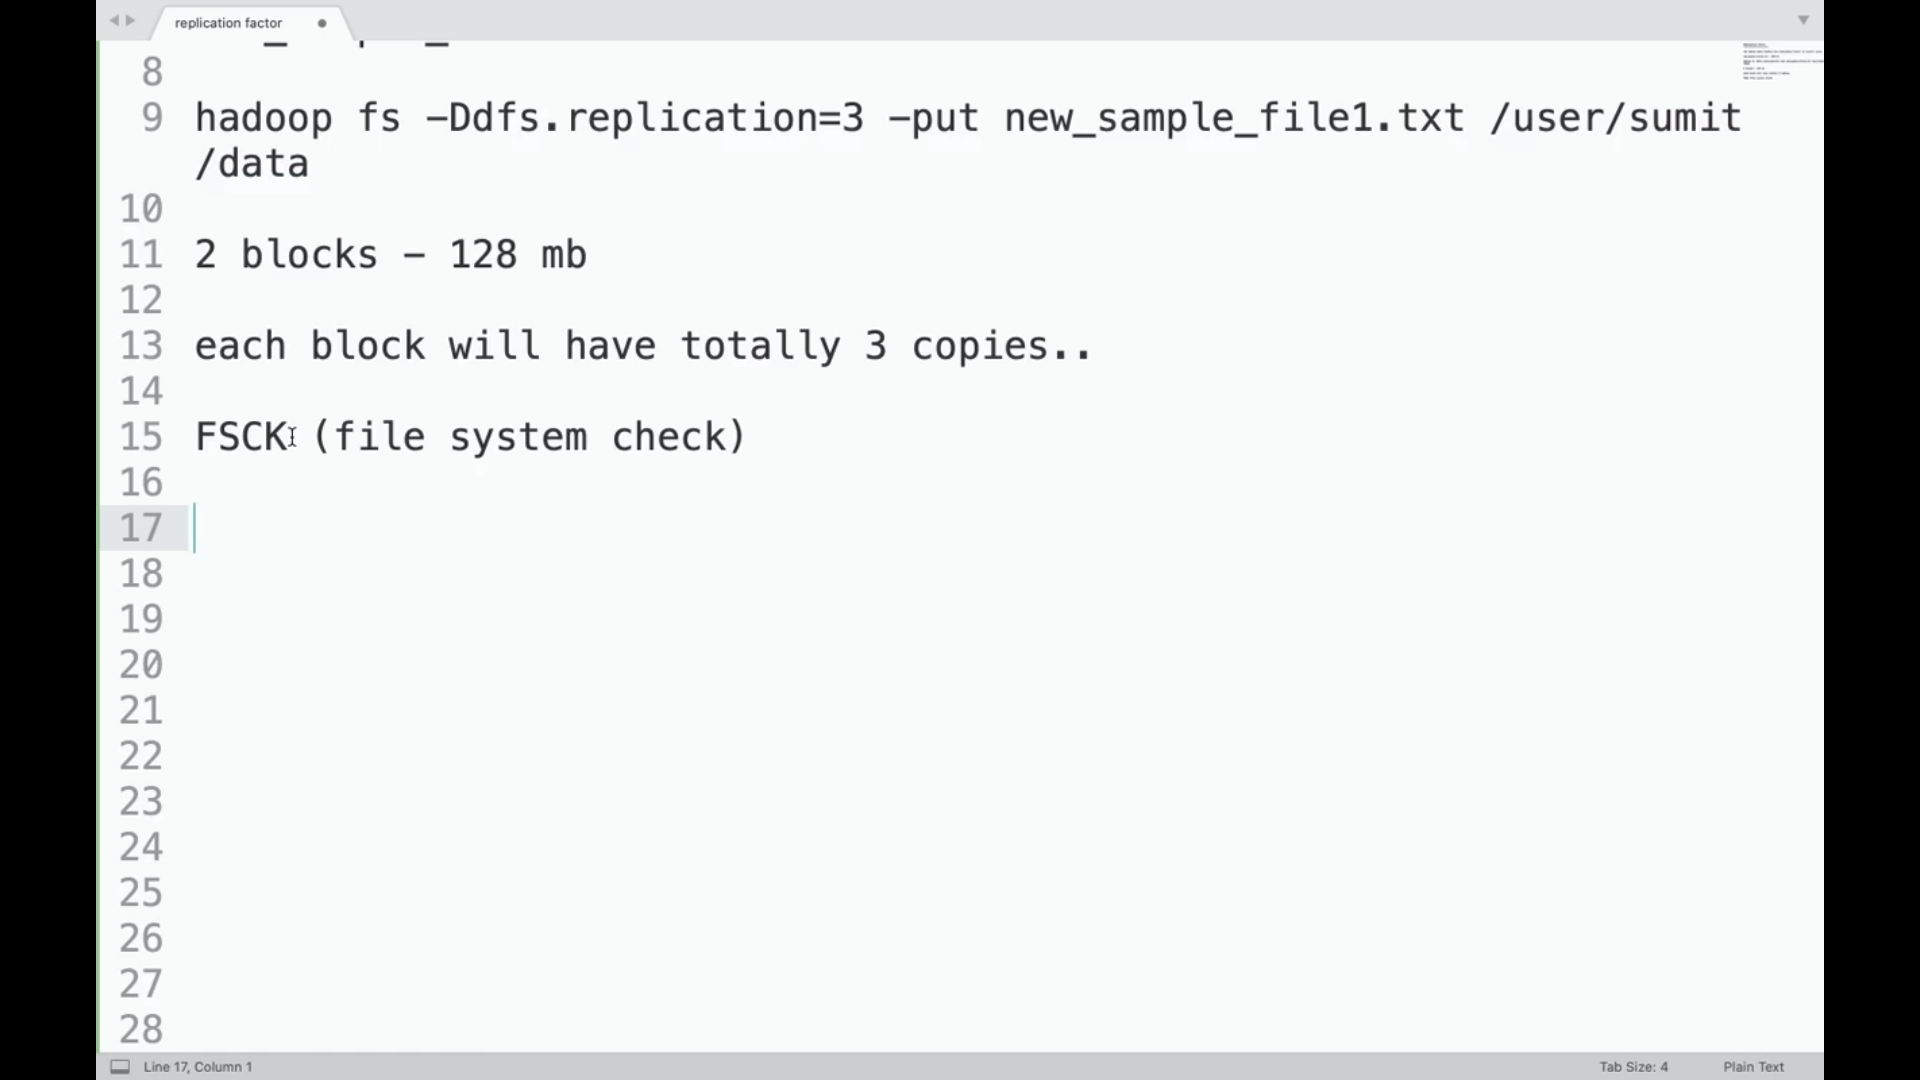 replication factor
8
9 hadoop fs -Ddfs.replication=3 -put new_sample_file1.txt /user/sumit
/data
10
11 2 blocks - 128 mb
12
13 each block will have totally 3 copies..
14
15 FSCK (file system check)
16
17
18
19
20
21
22
23
24
25
26
27
28
Line 17, Column 1 Tab Size: 4 Plain Text